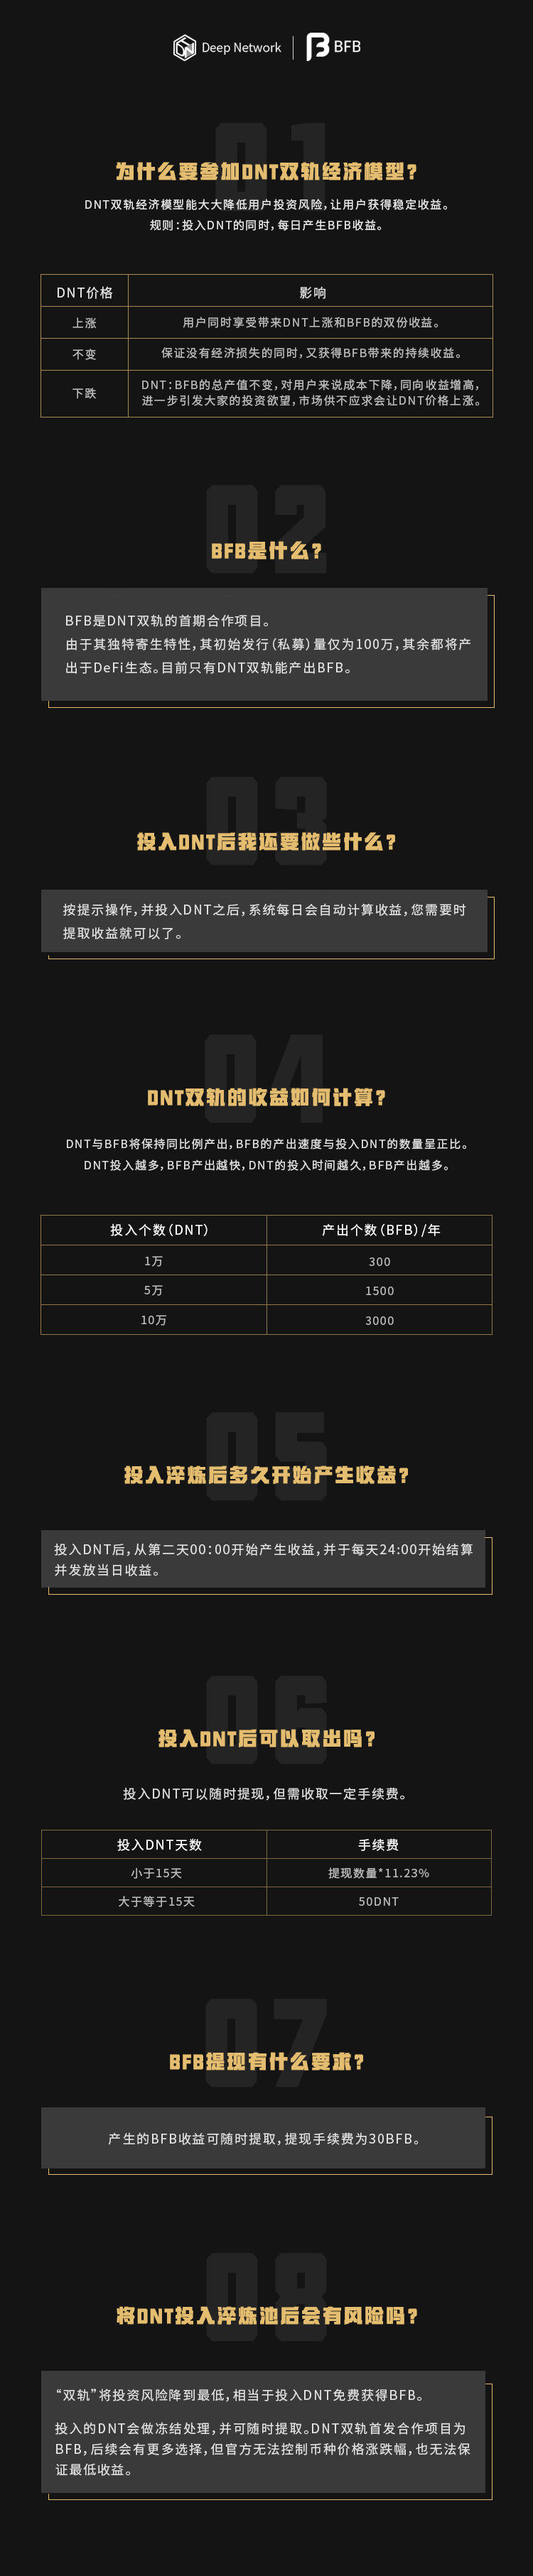 Deep Network
BFB
01
为什么要参加DNT双轨经济模型?
DNT双轨经济模型能大大降低用户投资风险，让用户获得稳定收益。
规则：投入DNT的同时，每日产生BFB收益。
DNT价格
影响
上涨
用户同时享受带来DNT上涨和BFB的双份收益。
不变
保证没有经济损失的同时，又获得BFB带来的持续收益。
下跌
DNT：BFB的总产值不变，对用户来说成本下降，同向收益增高，
进一步引发大家的投资欲望，市场供不应求会让DNT价格上涨。
02
BFB是什么?
BFB是DNT双轨的首期合作项目。
由于其独特寄生特性，其初始发行（私募）量仅为100万，其余都将产
出于DeFi生态。目前只有DNT双轨能产出BFB。
03
投入DNT后我还要做些什么?
按提示操作，并投入DNT之后，系统每日会自动计算收益，您需要时
提取收益就可以了。
04
DNT双轨的收益如何计算?
DNT与BFB将保持同比例产出，BFB的产出速度与投入DNT的数量呈正比。
DNT投入越多，BFB产出越快，DNT的投入时间越久，BFB产出越多。
投入个数（DNT）
产出个数（BFB）/年
1万
300
5万
1500
10万
3000
05
投入淬炼后多久开始产生收益?
投入DNT后，从第二天00：00开始产生收益，并于每天24:00开始结算
并发放当日收益。
06
投入DNT后可以取出吗?
投入DNT可以随时提现，但需收取一定手续费。
投入DNT天数
手续费
小于15天
提现数量*11.23%
大于等于15天
50DNT
07
BFB提现有什么要求?
产生的BFB收益可随时提取，提现手续费为30BFB。
08
将DNT投入淬炼池后会有风险吗?
“双轨”将投资风险降到最低，相当于投入DNT免费获得BFB。
投入的DNT会做冻结处理，并可随时提取。DNT双轨首发合作项目为
BFB，后续会有更多选择，但官方无法控制币种价格涨跌幅，也无法保
证最低收益。